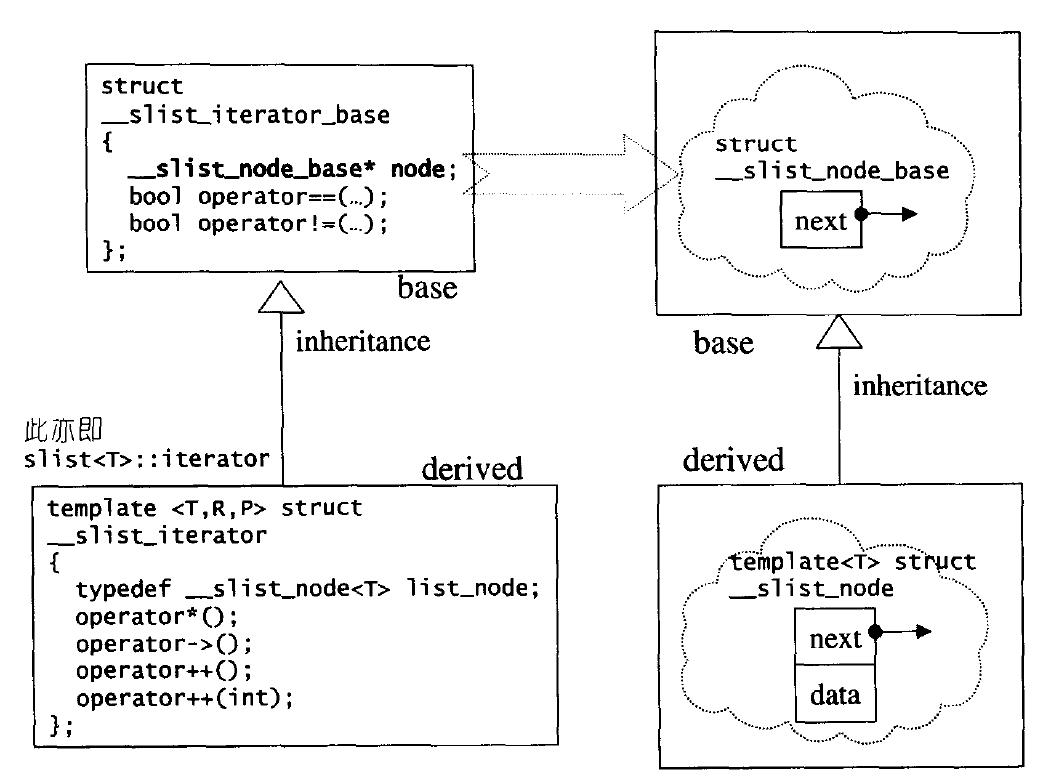 struct
__slist_iterator_base
{
__slist_node_base* node;
bool operator==(…);
bool operator!=(…);
};
base
inheritance
此亦即
slist<T>::iterator
derived
template <T,R,P> struct
__slist_iterator
{
typedef __slist_node<T> list_node;
operator*();
operator->();
operator++();
operator++(int);
};
struct
__slist_node_base
next
base
inheritance
derived
template<T> struct
__slist_node
next
data